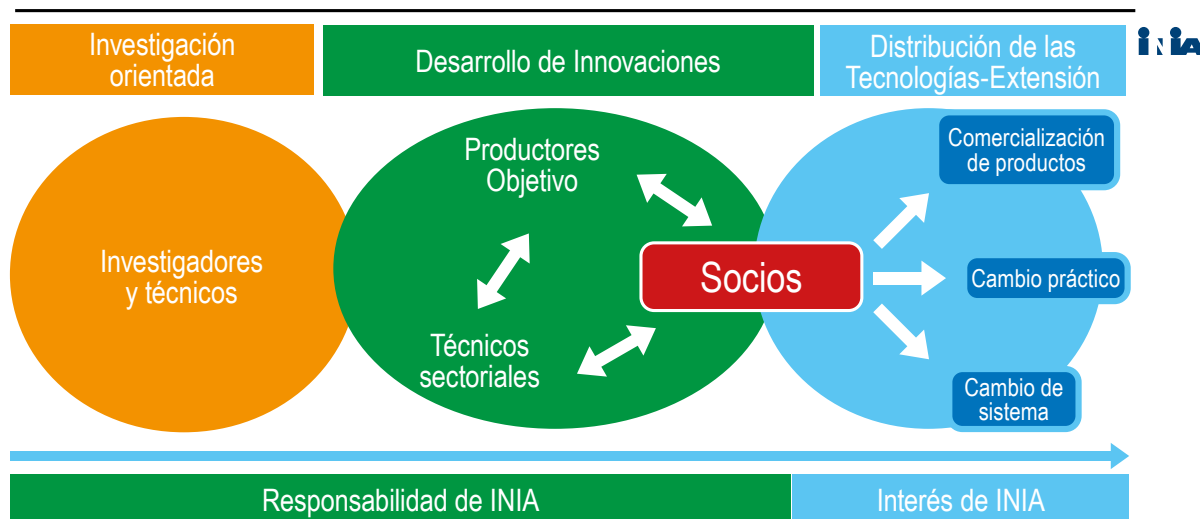 Investigación
orientada
Desarrollo de Innovaciones
Distribución de las
Tecnologías-Extensión
inia
Investigadores
y técnicos
Productores
Objetivo
Técnicos
sectoriales
Socios
Comercialización
de productos
Cambio práctico
Cambio de
sistema
Responsabilidad de INIA
Interés de INIA